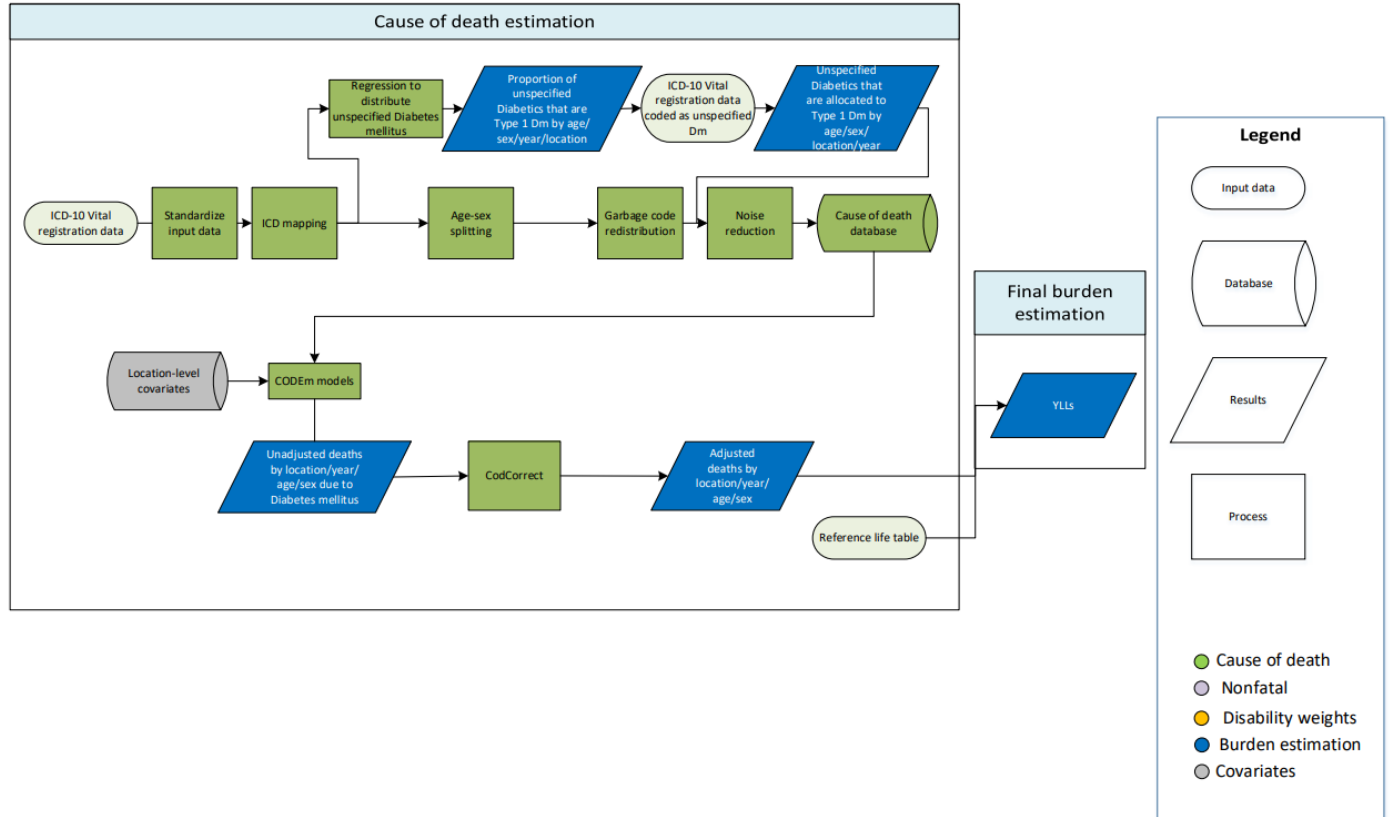 Cause of death estimation
Regression to
distribute
unspecified Diabetes
mellitus
Proportion of
unspecified
Diabetics that are
Type 1 Dm by age/
sex/year/location
ICD-10 Vital
registration data
coded as unspecified
Dm
Unspecified
Diabetics that
are allocated to
Type 1 Dm by
age/sex/
location/year
ICD-10 Vital
registration data
Standardize
input data
ICD mapping
Age-sex
splitting
Garbage code
redistribution
Noise
reduction
Cause of death
database
Location-level
covariates
CODEm models
Unadjusted deaths
by location/year/
age/sex due to
Diabetes mellitus
CodCorrect
Adjusted
deaths by
location/year/
age/sex
Reference life table
Final burden
estimation
YLLs
Legend
Input data
Database
Results
Process
Cause of death
Nonfatal
Disability weights
Burden estimation
Covariates